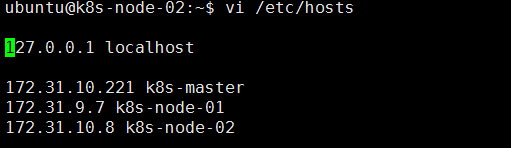 ubuntu@k8s-node-02:~$ vi /etc/hosts
127.0.0.1 localhost
172.31.10.221 k8s-master
172.31.9.7 k8s-node-01
172.31.10.8 k8s-node-02